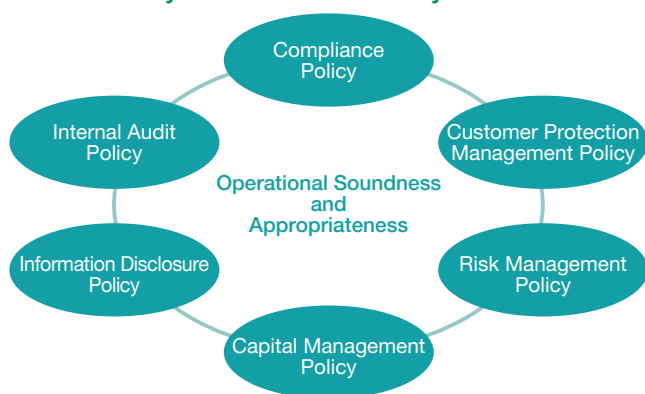 Compliance
Policy
Internal Audit
Policy
Customer Protection
Management Policy
Operational Soundness
and
Appropriateness
Information Disclosure
Policy
Risk Management
Policy
Capital Management
Policy